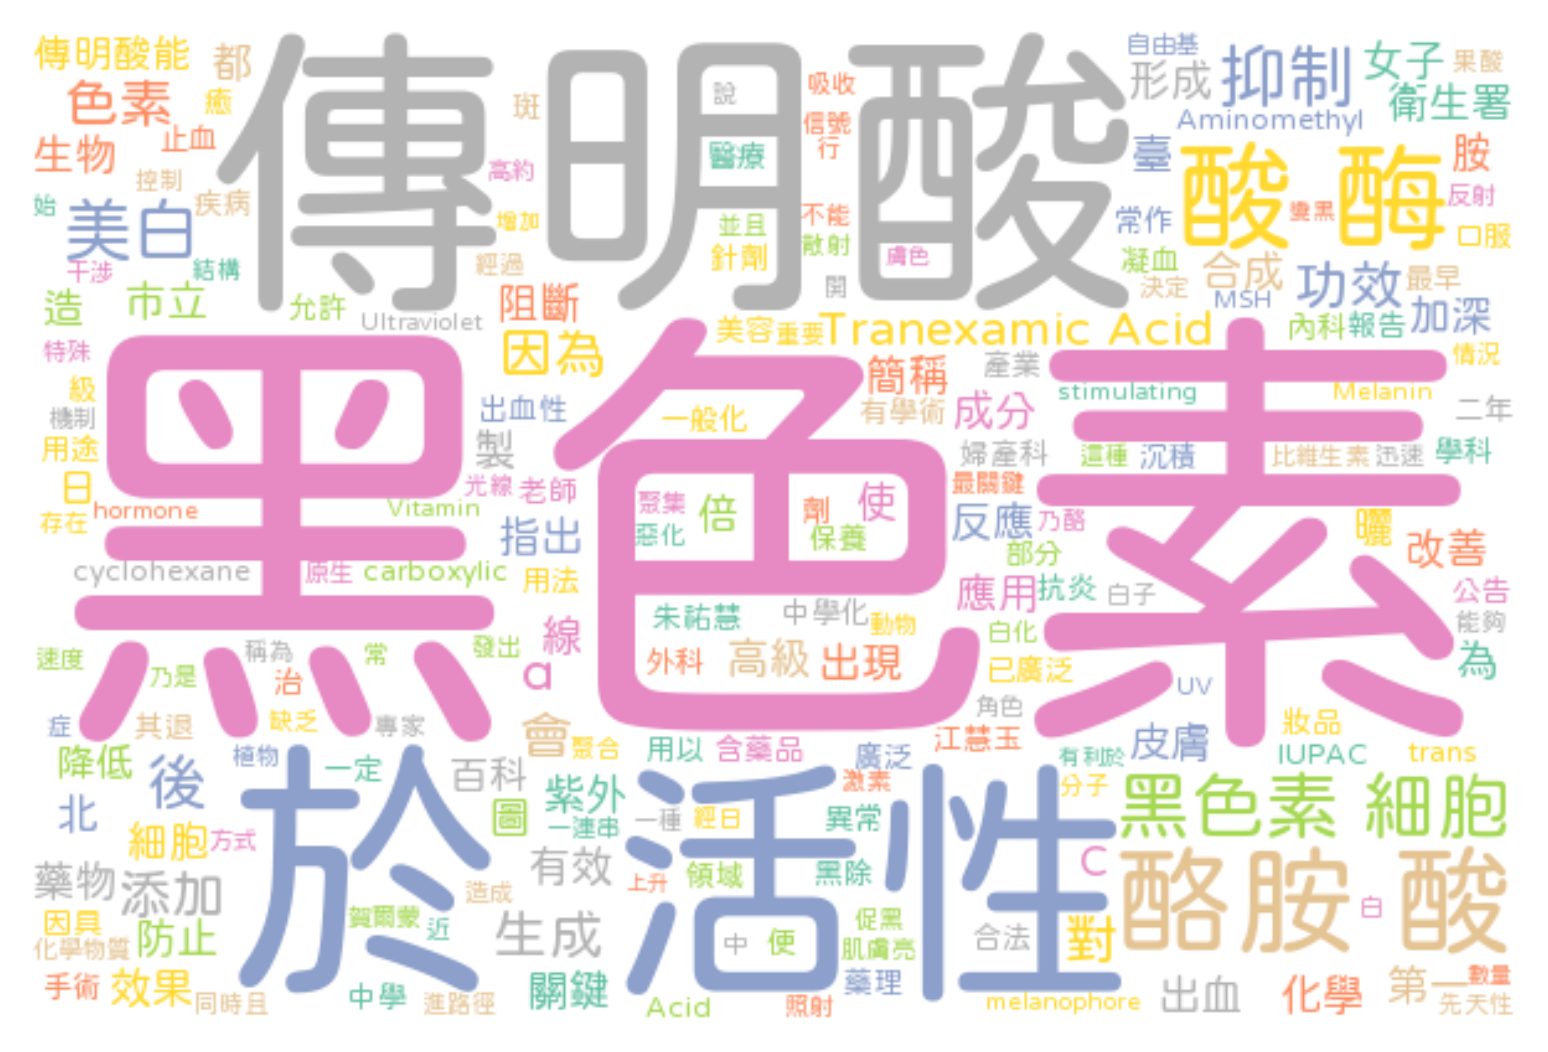 傳明酸能
都
傳明酸
自由基
抑制
女子
果酸
色素
癒
斑
說
吸收
形成
衛生署
止血
信號
行
Aminomethyl
生物
醫療
臺
酸
酶
胺
控制
高約
始
美白
疾病
增加
並且
不能
常作
變黑
反射
散射
口服
干涉
結構
經過
針劑
膚色
凝血
合成
功效
最早
開
決定
MSH
造
市立
允許
阻斷
加深
Ultraviolet
因為
美容
重要
Tranexamic Acid
內科
報告
特殊
黑色素
簡稱
產業
情況
級
stimulating
Melanin
機制
出血性
一般化
有學術
成分
二年
用途
製
婦產科
這種
沉積
比維生素
迅速
學科
日
光線
老師
聚集
倍
劑
使
最關鍵
存在
hormone
Vitamin
指出
惡化
保養
反應
乃酪
曬
改善
部分
cyclohexane
原生
carboxylic
用法
應用
抗炎
白子
公告
朱祐慧
中學化
動物
白化
能夠
線
速度
稱為
常
發出
外科
高級
出現
已廣泛
為
乃是
治
a
UV
角色
症
其退
缺乏
專家
會
聚合
用以
含藥品
廣泛
江慧玉
有利於
皮膚
妝品
IUPAC
trans
降低
後
植物
一定
百科
紫外
激素
分子
黑色素 細胞
北
於
活性
圖
一連串
一種
經日
異常
細胞
方式
有效
上升
領域
黑除
C
酪胺 酸
藥物
添加
造成
白
因具
防止
賀爾蒙
近
生成
中
便
促黑
合法
對
化學物質
肌膚亮
手術
效果
同時且
中學
進路徑
關鍵
Acid
照射
藥理
melanophore
出血
化學
第一
數量
先天性